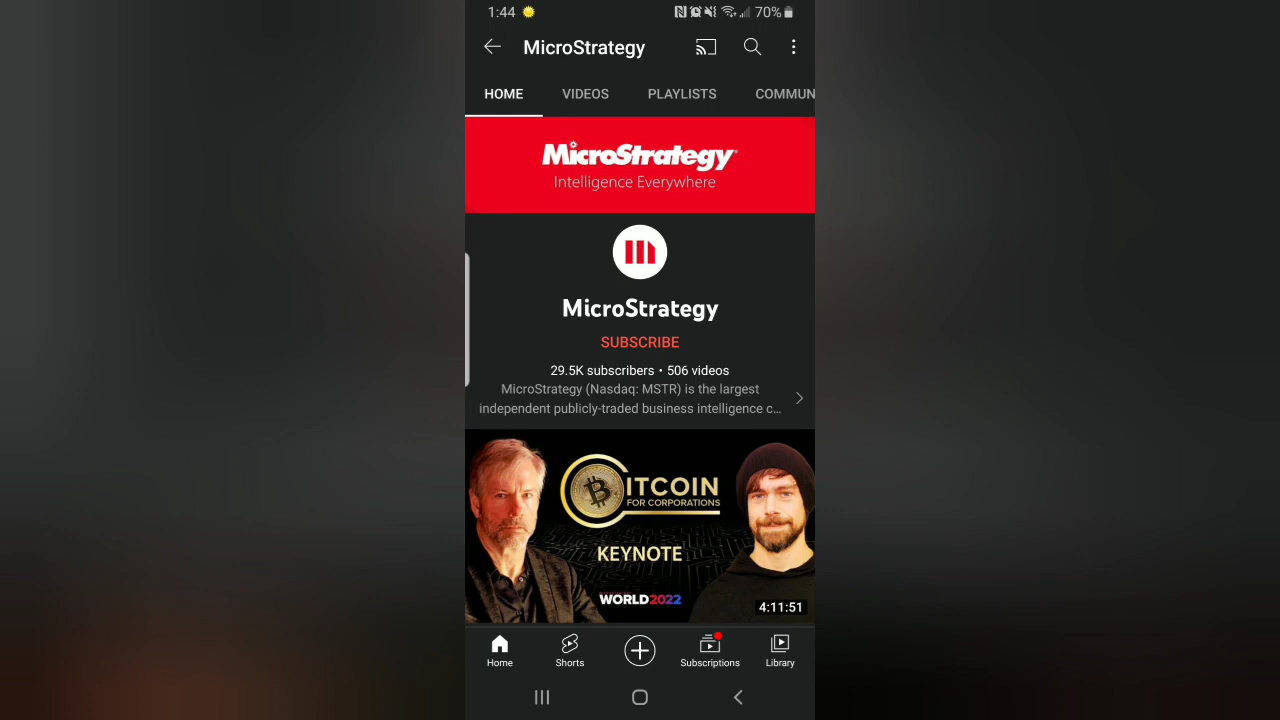 1:44 70%
MicroStrategy
HOME VIDEOS PLAYLISTS COMMUN
MicroStrategy
Intelligence Everywhere
MicroStrategy
SUBSCRIBE
29.5K subscribers • 506 videos
MicroStrategy (Nasdaq: MSTR) is the largest
independent publicly-traded business intelligence c...
BITCOIN
FOR CORPORATIONS
KEYNOTE
WORLD2022
4:11:51
Home Shorts Subscriptions Library